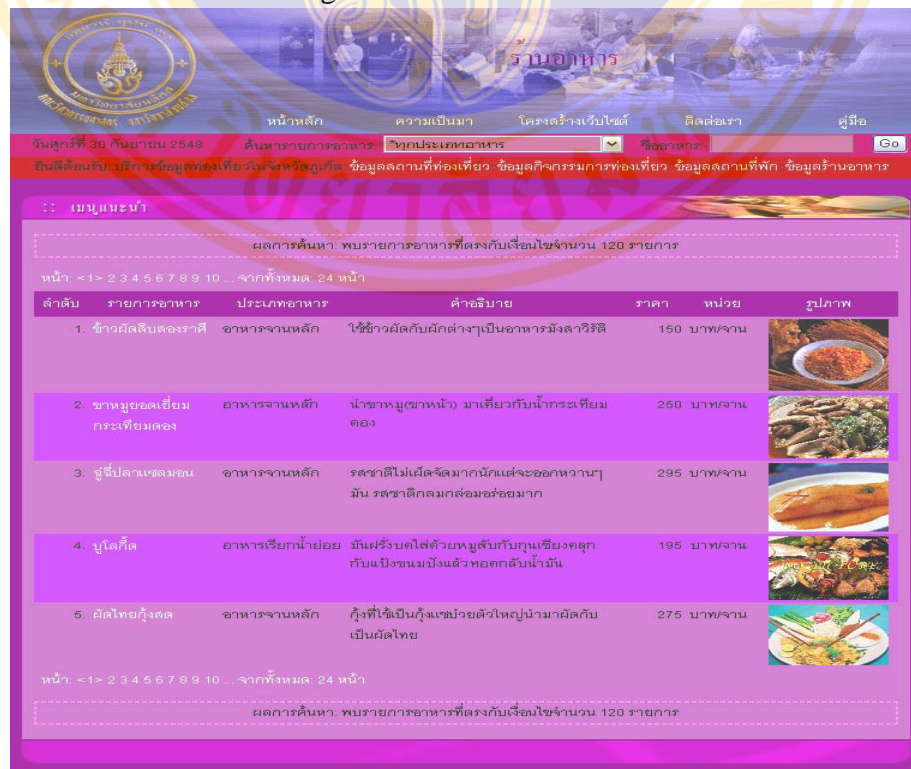 ร้านอาหาร
หน้าหลัก ความเป็นมา โครงสร้างเว็บไซต์ ติดต่อเรา คู่มือ
วันศุกร์ที่ 30 กันยายน 2548 ค้นหารายการอาหาร: *ทุกประเภทอาหาร ชื่ออาหาร: Go
ยินดีต้อนรับ..บริการข้อมูลท่องเที่ยวในจังหวัดภูเก็ต ข้อมูลสถานที่ท่องเที่ยว ข้อมูลกิจกรรมการท่องเที่ยว ข้อมูลสถานที่พัก ข้อมูลร้านอาหาร
:: เมนูแนะนำ
ผลการค้นหา: พบรายการอาหารที่ตรงกับเงื่อนไขจำนวน 120 รายการ
หน้า: <1> 2 3 4 5 6 7 8 9 10 ... จากทั้งหมด: 24 หน้า
ลำดับ รายการอาหาร ประเภทอาหาร คำอธิบาย ราคา หน่วย รูปภาพ
1. ข้าวผัดสิบสองราศี อาหารจานหลัก ใช้ข้าวผัดกับผักต่างๆเป็นอาหารมังสาวิรัติ 150 บาท/จาน
2. ขาหมูยอดเยี่ยม อาหารจานหลัก นำขาหมู(ขาหน้า) มาเคี่ยวกับน้ำกระเทียม 260 บาท/จาน
กระเทียมดอง ดอง
3. ฉู่ฉี่ปลาแซลมอน อาหารจานหลัก รสชาติไม่เผ็ดจัดมากนักแต่จะออกหวานๆ 295 บาท/จาน
มัน รสชาติกลมกล่อมอร่อยมาก
4. บูโลกึ๊ด อาหารเรียกน้ำย่อย มันฝรั่งบดใส่ด้วยหมูสับกับกุนเชียงคลุก 195 บาท/จาน
กับแป้งขนมปังแล้วทอดกลับน้ำมัน
5. ผัดไทยกุ้งสด อาหารจานหลัก กุ้งที่ใช้เป็นกุ้งแชบ๊วยตัวใหญ่นำมาผัดกับ 275 บาท/จาน
เป็นผัดไทย
หน้า: <1> 2 3 4 5 6 7 8 9 10 ... จากทั้งหมด: 24 หน้า
ผลการค้นหา: พบรายการอาหารที่ตรงกับเงื่อนไขจำนวน 120 รายการ